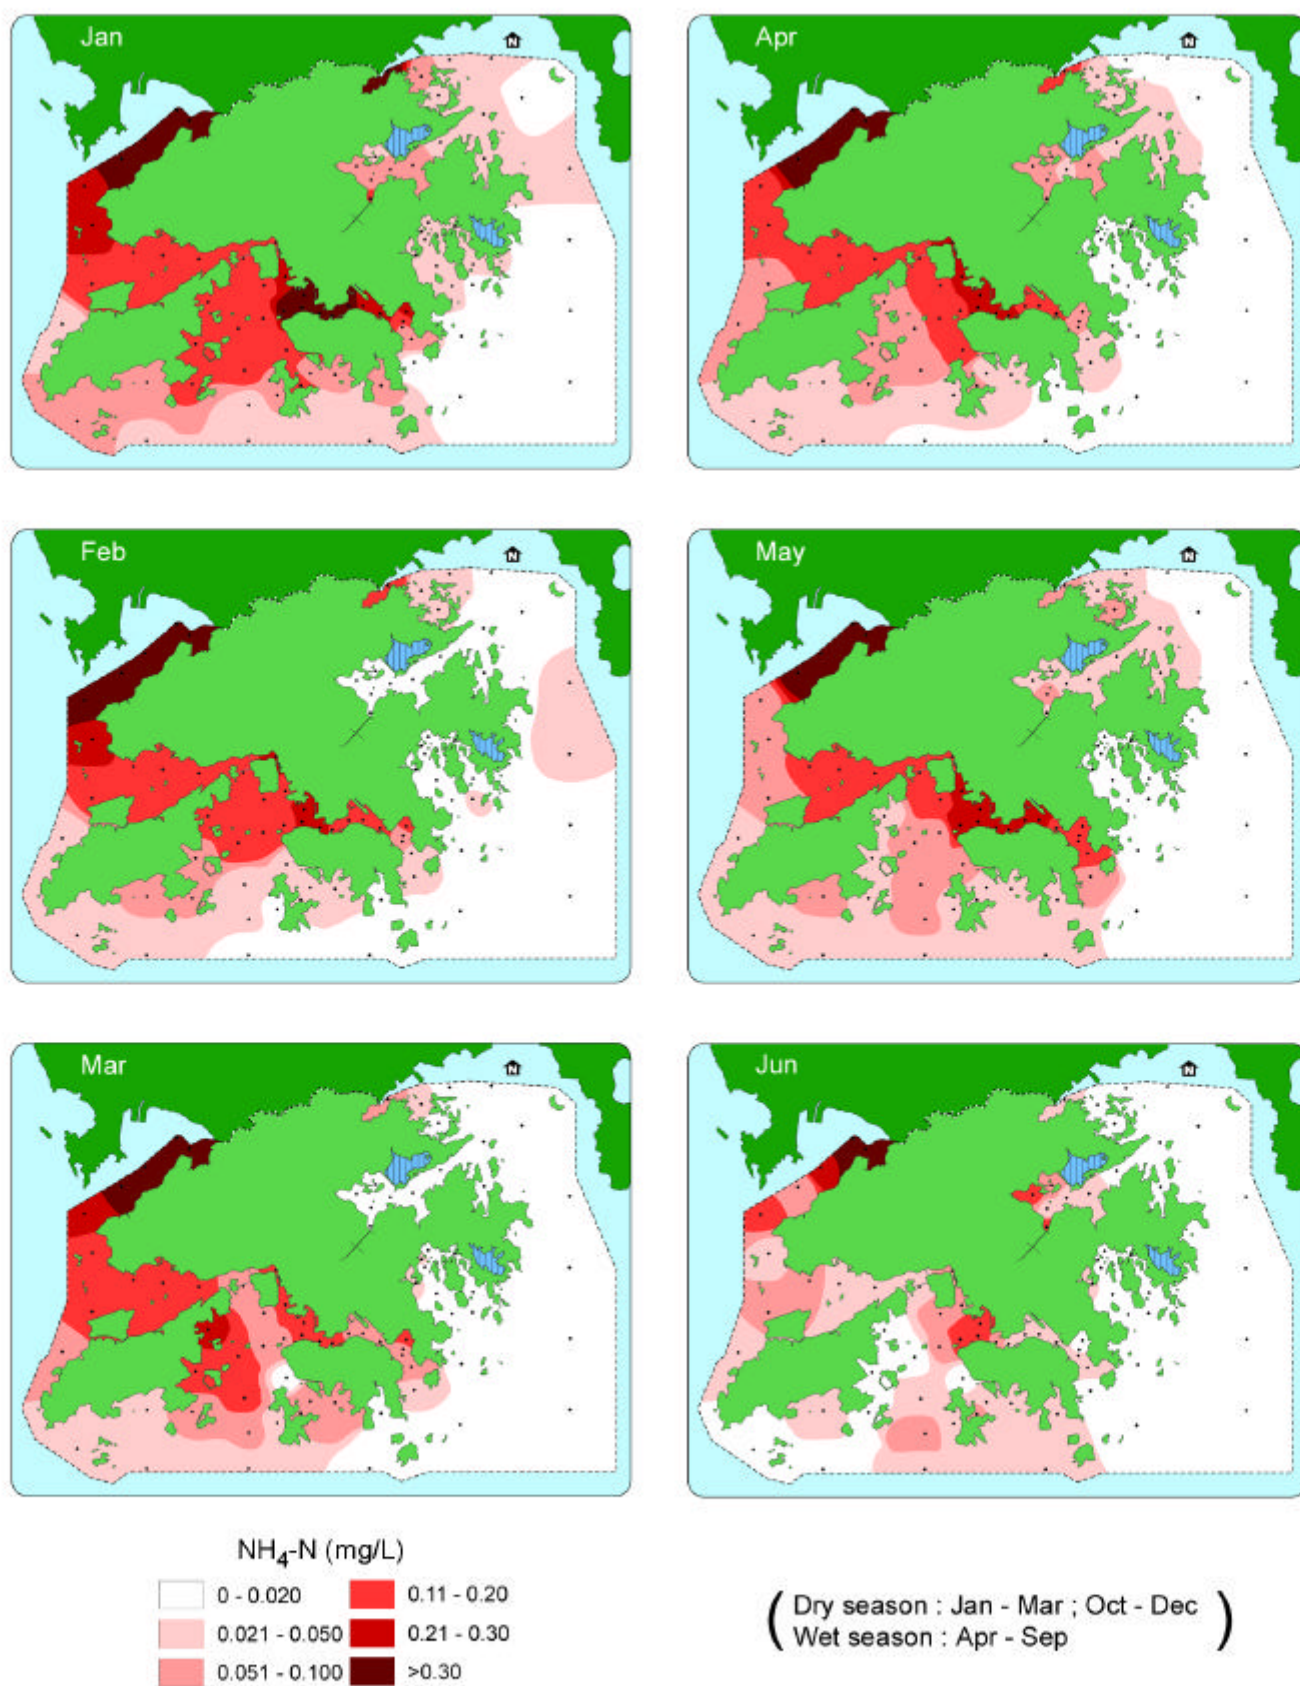 Jan
N
Apr
N
Feb
N
May
N
Mar
N
Jun
N
NH₄-N (mg/L)
0 - 0.020
0.11 - 0.20
0.021 - 0.050
0.21 - 0.30
0.051 - 0.100
>0.30
( Dry season : Jan - Mar ; Oct - Dec
Wet season : Apr - Sep )